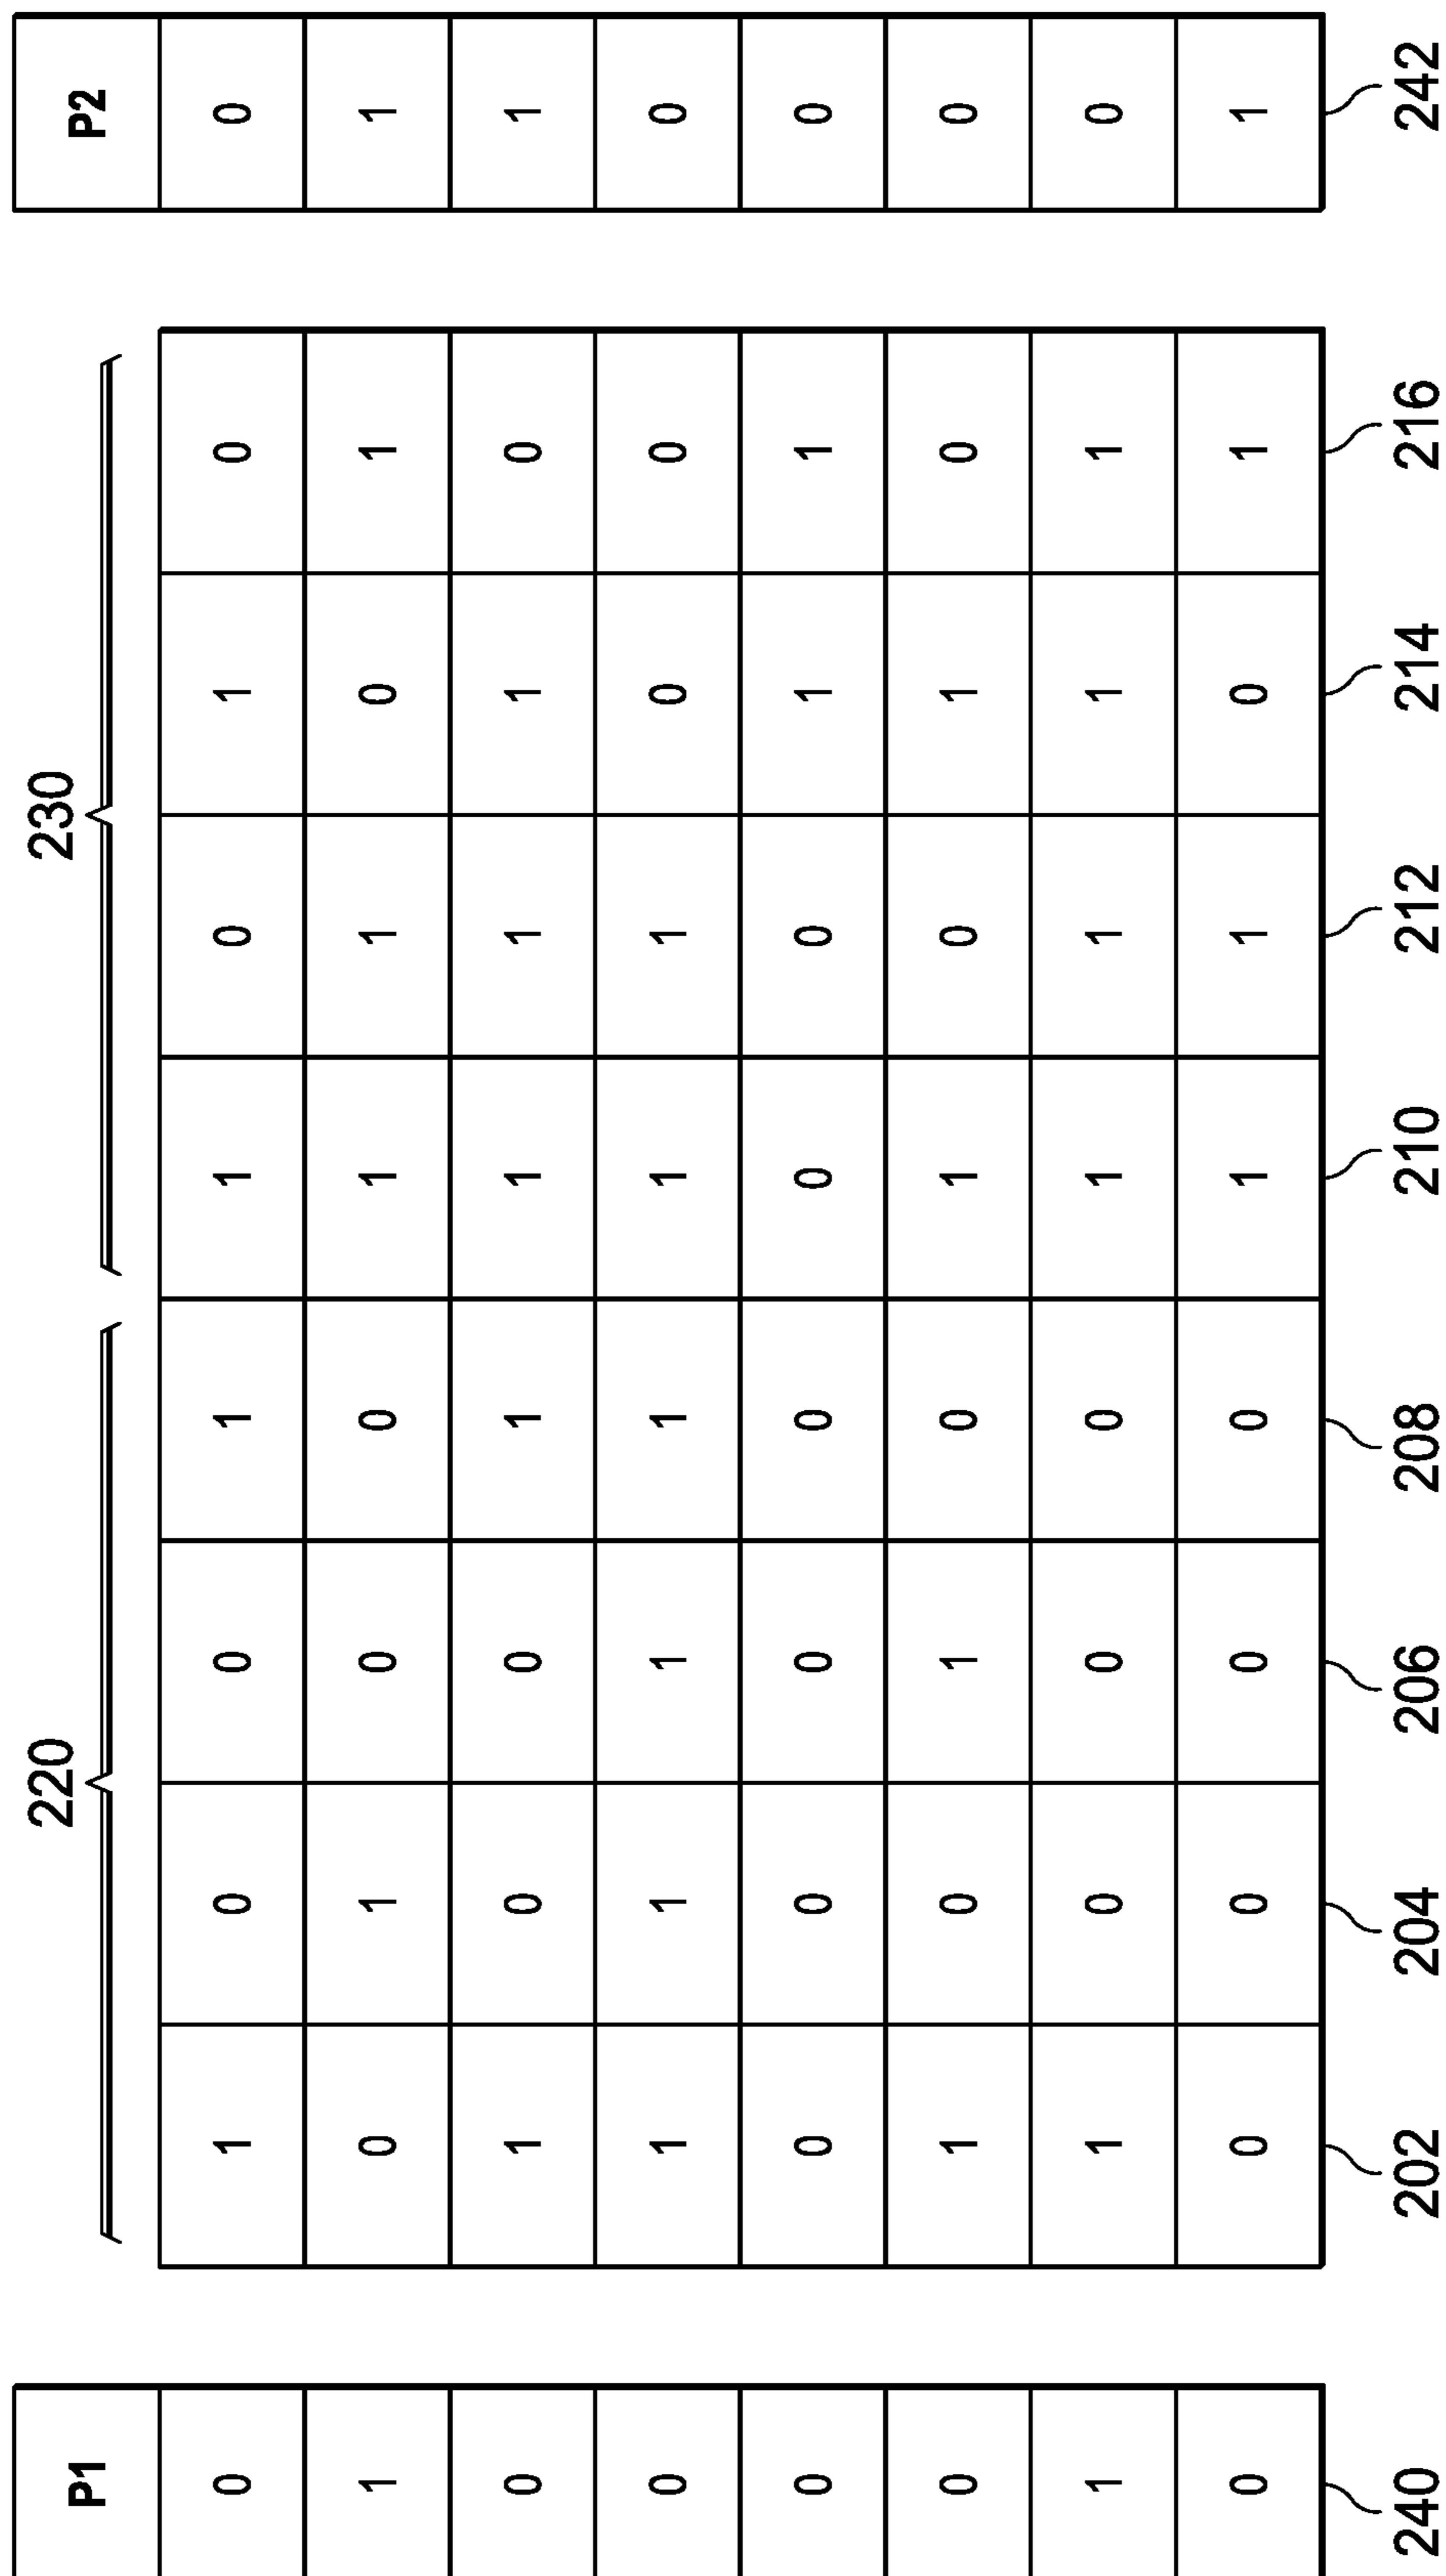 220 230
P1 P2
0 1 0 0 1 1 0 1 0 0
1 0 1 0 0 1 1 0 1 1
0 1 0 0 1 1 1 1 0 1
0 1 1 1 1 1 1 0 0 0
0 0 0 0 0 0 0 1 1 0
0 1 0 1 0 1 0 1 0 0
1 1 0 0 0 1 1 1 1 0
0 0 0 0 0 1 1 0 1 1
240 202 204 206 208 210 212 214 216 242